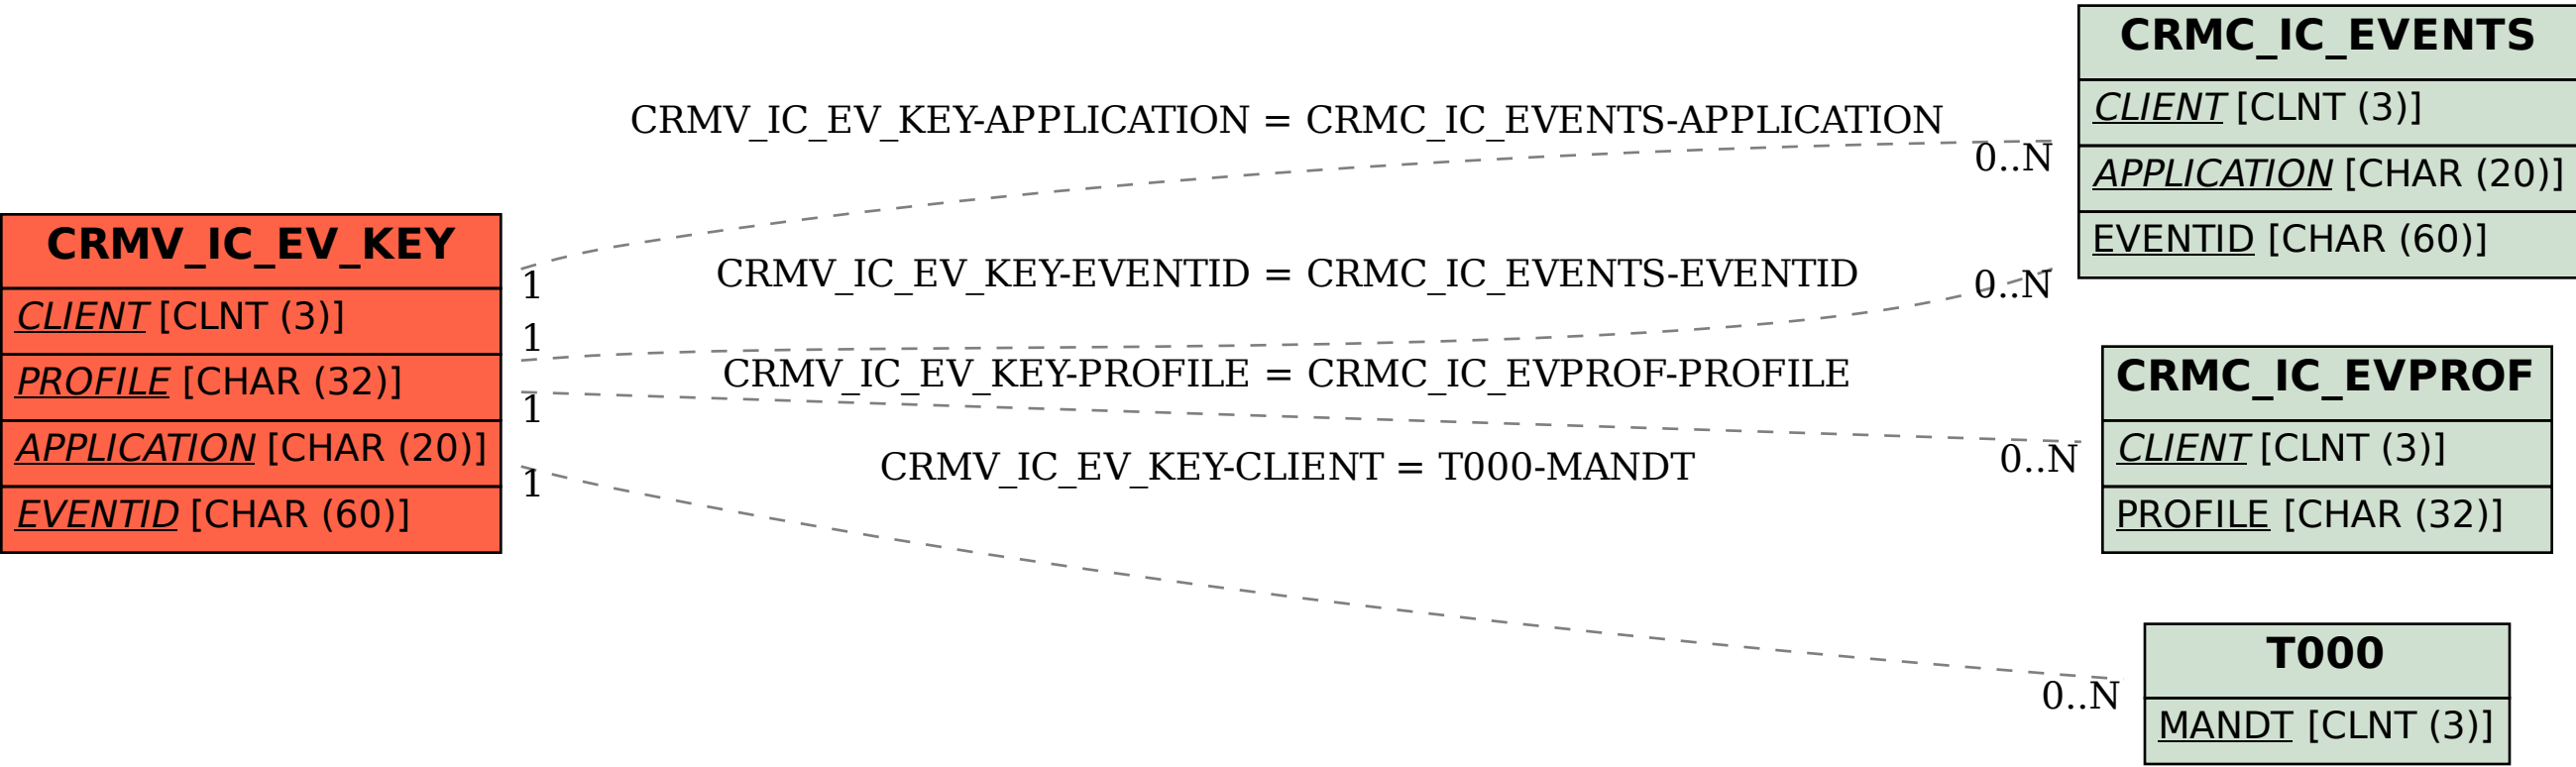 CRMV_IC_EV_KEY
CLIENT [CLNT (3)]
PROFILE [CHAR (32)]
APPLICATION [CHAR (20)]
EVENTID [CHAR (60)]
CRMV_IC_EV_KEY-APPLICATION = CRMC_IC_EVENTS-APPLICATION
1
0..N
CRMV_IC_EV_KEY-EVENTID = CRMC_IC_EVENTS-EVENTID
1
0..N
CRMV_IC_EV_KEY-PROFILE = CRMC_IC_EVPROF-PROFILE
1
0..N
CRMV_IC_EV_KEY-CLIENT = T000-MANDT
1
0..N
CRMC_IC_EVENTS
CLIENT [CLNT (3)]
APPLICATION [CHAR (20)]
EVENTID [CHAR (60)]
CRMC_IC_EVPROF
CLIENT [CLNT (3)]
PROFILE [CHAR (32)]
T000
MANDT [CLNT (3)]